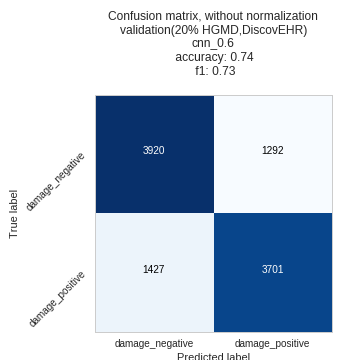 Confusion matrix, without normalization
validation(20% HGMD,DiscovEHR)
cnn_0.6
accuracy: 0.74
f1: 0.73
True label
damage_negative
3920
1292
damage_positive
1427
3701
damage_negative
damage_positive
Predicted label